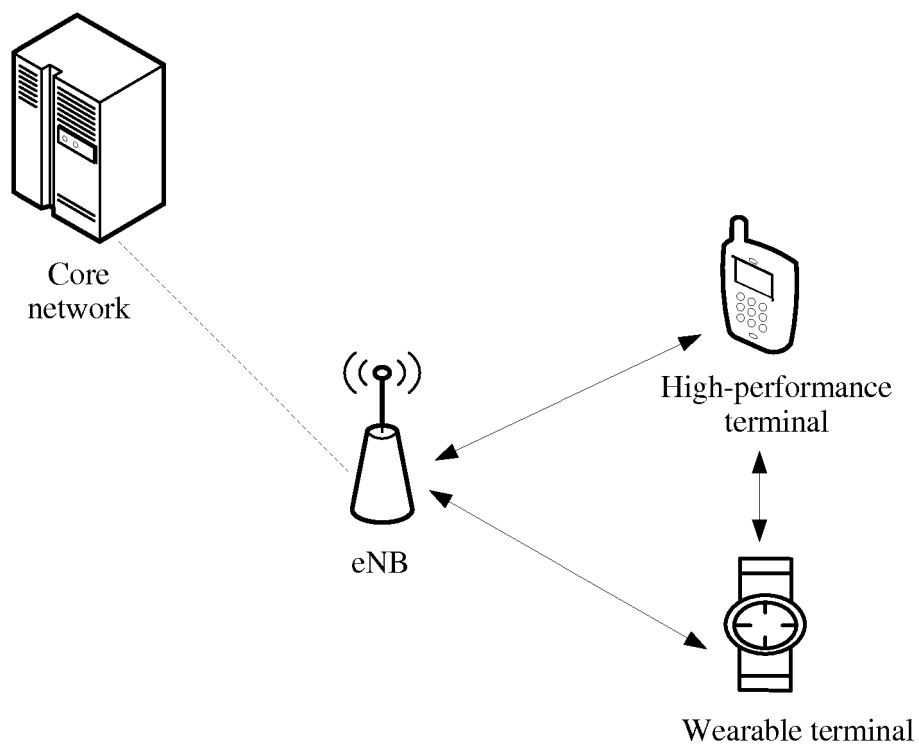 Core
network
High-performance
terminal
eNB
Wearable terminal